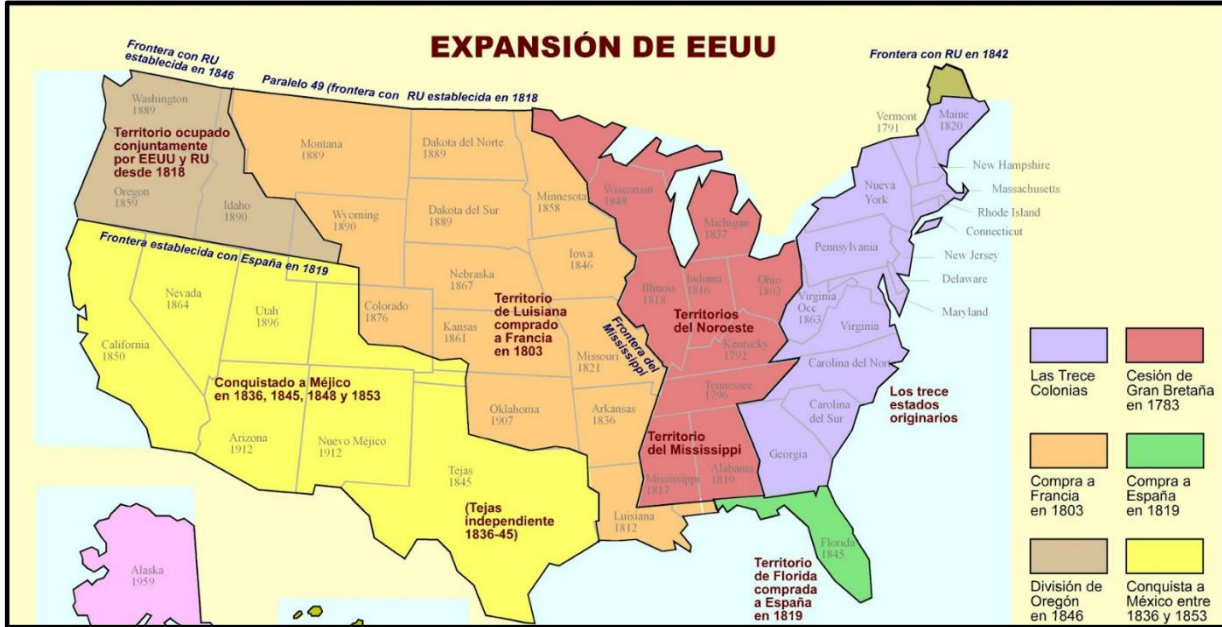 EXPANSIÓN DE EEUU
Frontera con RU
establecida en 1846
Paralelo 49 (frontera con RU establecida en 1818
Frontera con RU en 1842
Washington
1889
Territorio ocupado
conjuntamente
por EEUU y RU
desde 1818
Oregon
1859
Idaho
1890
Montana
1889
Dakota del Norte
1889
Minnesota
1858
Wyoming
1890
Dakota del Sur
1889
Wisconsin
1848
Michigan
1837
Vermont
1791
Maine
1820
New Hampshire
Massachusetts
Rhode Island
Connecticut
New Jersey
Delaware
Maryland
Nueva
York
Pennsylvania
Frontera establecida con España en 1819
Nevada
1864
Utah
1896
California
1850
Colorado
1876
Nebraska
1867
Kansas
1861
Iowa
1846
Territorio
de Luisiana
comprado
a Francia
en 1803
Missouri
1821
Frontera del
Mississippi
Illinois
1818
Indiana
1816
Ohio
1803
Territorios
del Noroeste
Kentucky
1792
Virginia
Occ
1863
Virginia
Conquistado a Méjico
en 1836, 1845, 1848 y 1853
Arizona
1912
Nuevo Méjico
1912
Oklahoma
1907
Arkansas
1836
Tennessee
1796
Carolina del Norte
Carolina
del Sur
Los trece
estados
originarios
Territorio
del Mississippi
Mississippi
1817
Alabama
1819
Georgia
Tejas
1845
(Tejas
independiente
1836-45)
Luisiana
1812
Florida
1845
Territorio
de Florida
comprada
a España
en 1819
Alaska
1959
Las Trece
Colonias
Cesión de
Gran Bretaña
en 1783
Compra a
Francia
en 1803
Compra a
España
en 1819
División de
Oregón
en 1846
Conquista a
México entre
1836 y 1853